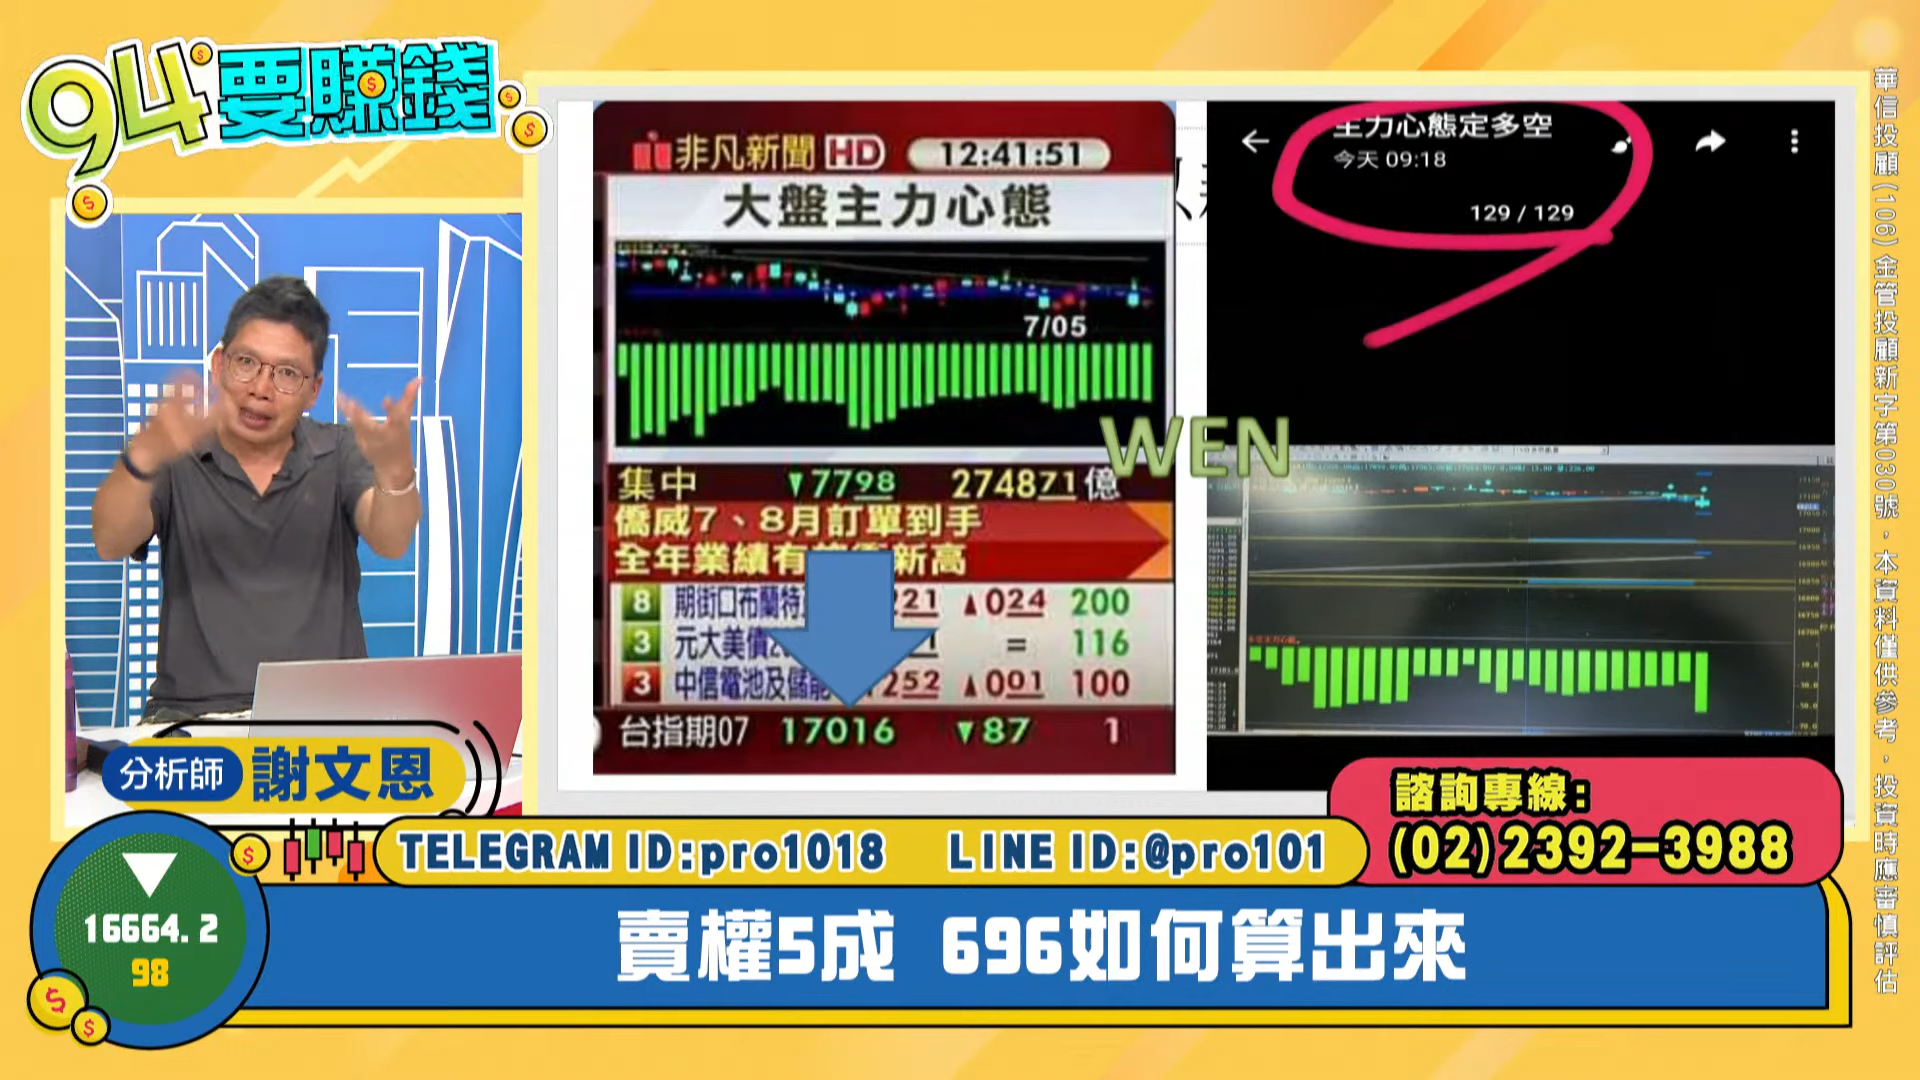 94要賺錢
非凡新聞 HD 12:41:51
大盤主力心態
7/05
集中 ▼7798 274871億
僑威7、8月訂單到手
全年業績有 新高
8 期街口布蘭特 221 ▲024 200
3 元大美債 = 116
3 中信電池及儲能 252 ▲001 100
台指期07 17016 ▼87 1
主力心態定多空
今天 09:18
129 / 129
WEN
華信投顧(106)金管投顧新字第030號，本資料僅供參考，投資時應審慎評估
分析師 謝文恩
諮詢專線:
(02)2392-3988
TELEGRAM ID:pro1018 LINE ID:@pro101
16664.2
98
賣權5成 696如何算出來